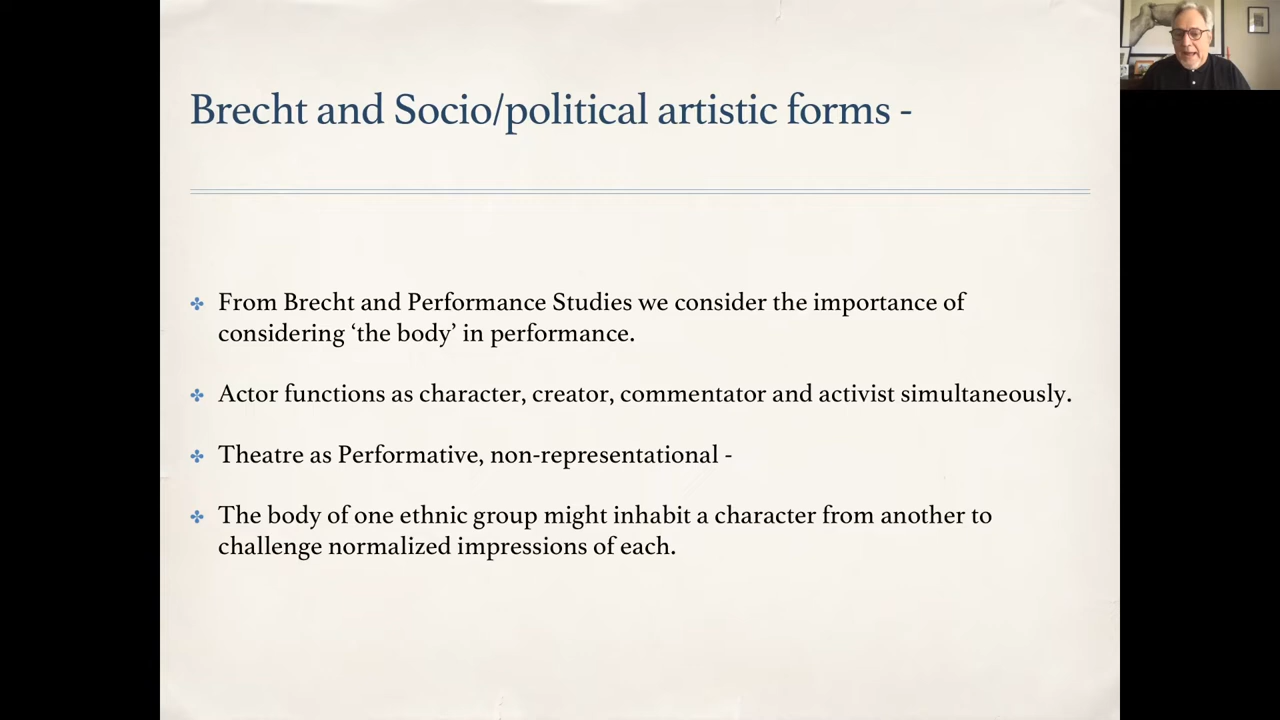 Brecht and Socio/political artistic forms -
From Brecht and Performance Studies we consider the importance of
considering ‘the body’ in performance.
Actor functions as character, creator, commentator and activist simultaneously.
Theatre as Performative, non-representational -
The body of one ethnic group might inhabit a character from another to
challenge normalized impressions of each.